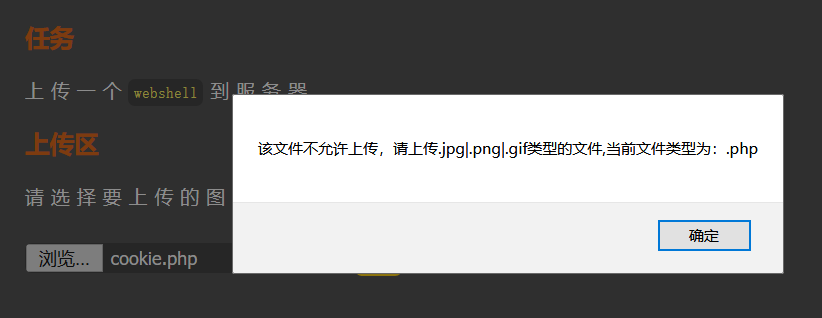 任务
上传一个 webshell 到服务器
该文件不允许上传，请上传.jpg|.png|.gif类型的文件,当前文件类型为：.php
上传区
请选择要上传的图
确定
浏览... cookie.php